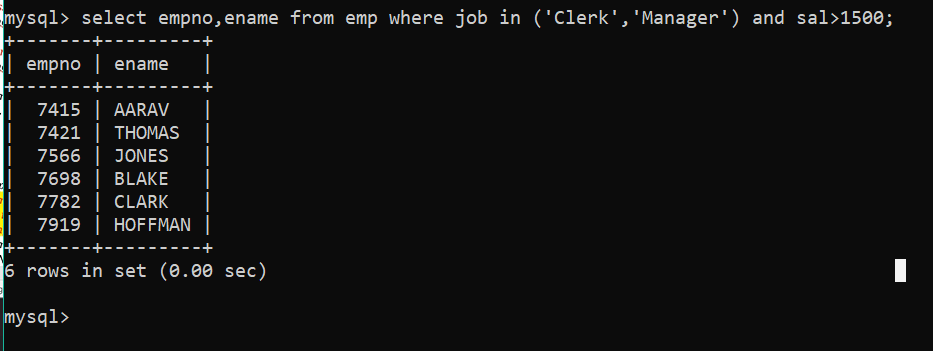 mysql> select empno,ename from emp where job in ('Clerk','Manager') and sal>1500;
+-------+---------+
| empno | ename   |
+-------+---------+
|  7415 | AARAV   |
|  7421 | THOMAS  |
|  7566 | JONES   |
|  7698 | BLAKE   |
|  7782 | CLARK   |
|  7919 | HOFFMAN |
+-------+---------+
6 rows in set (0.00 sec)
mysql>